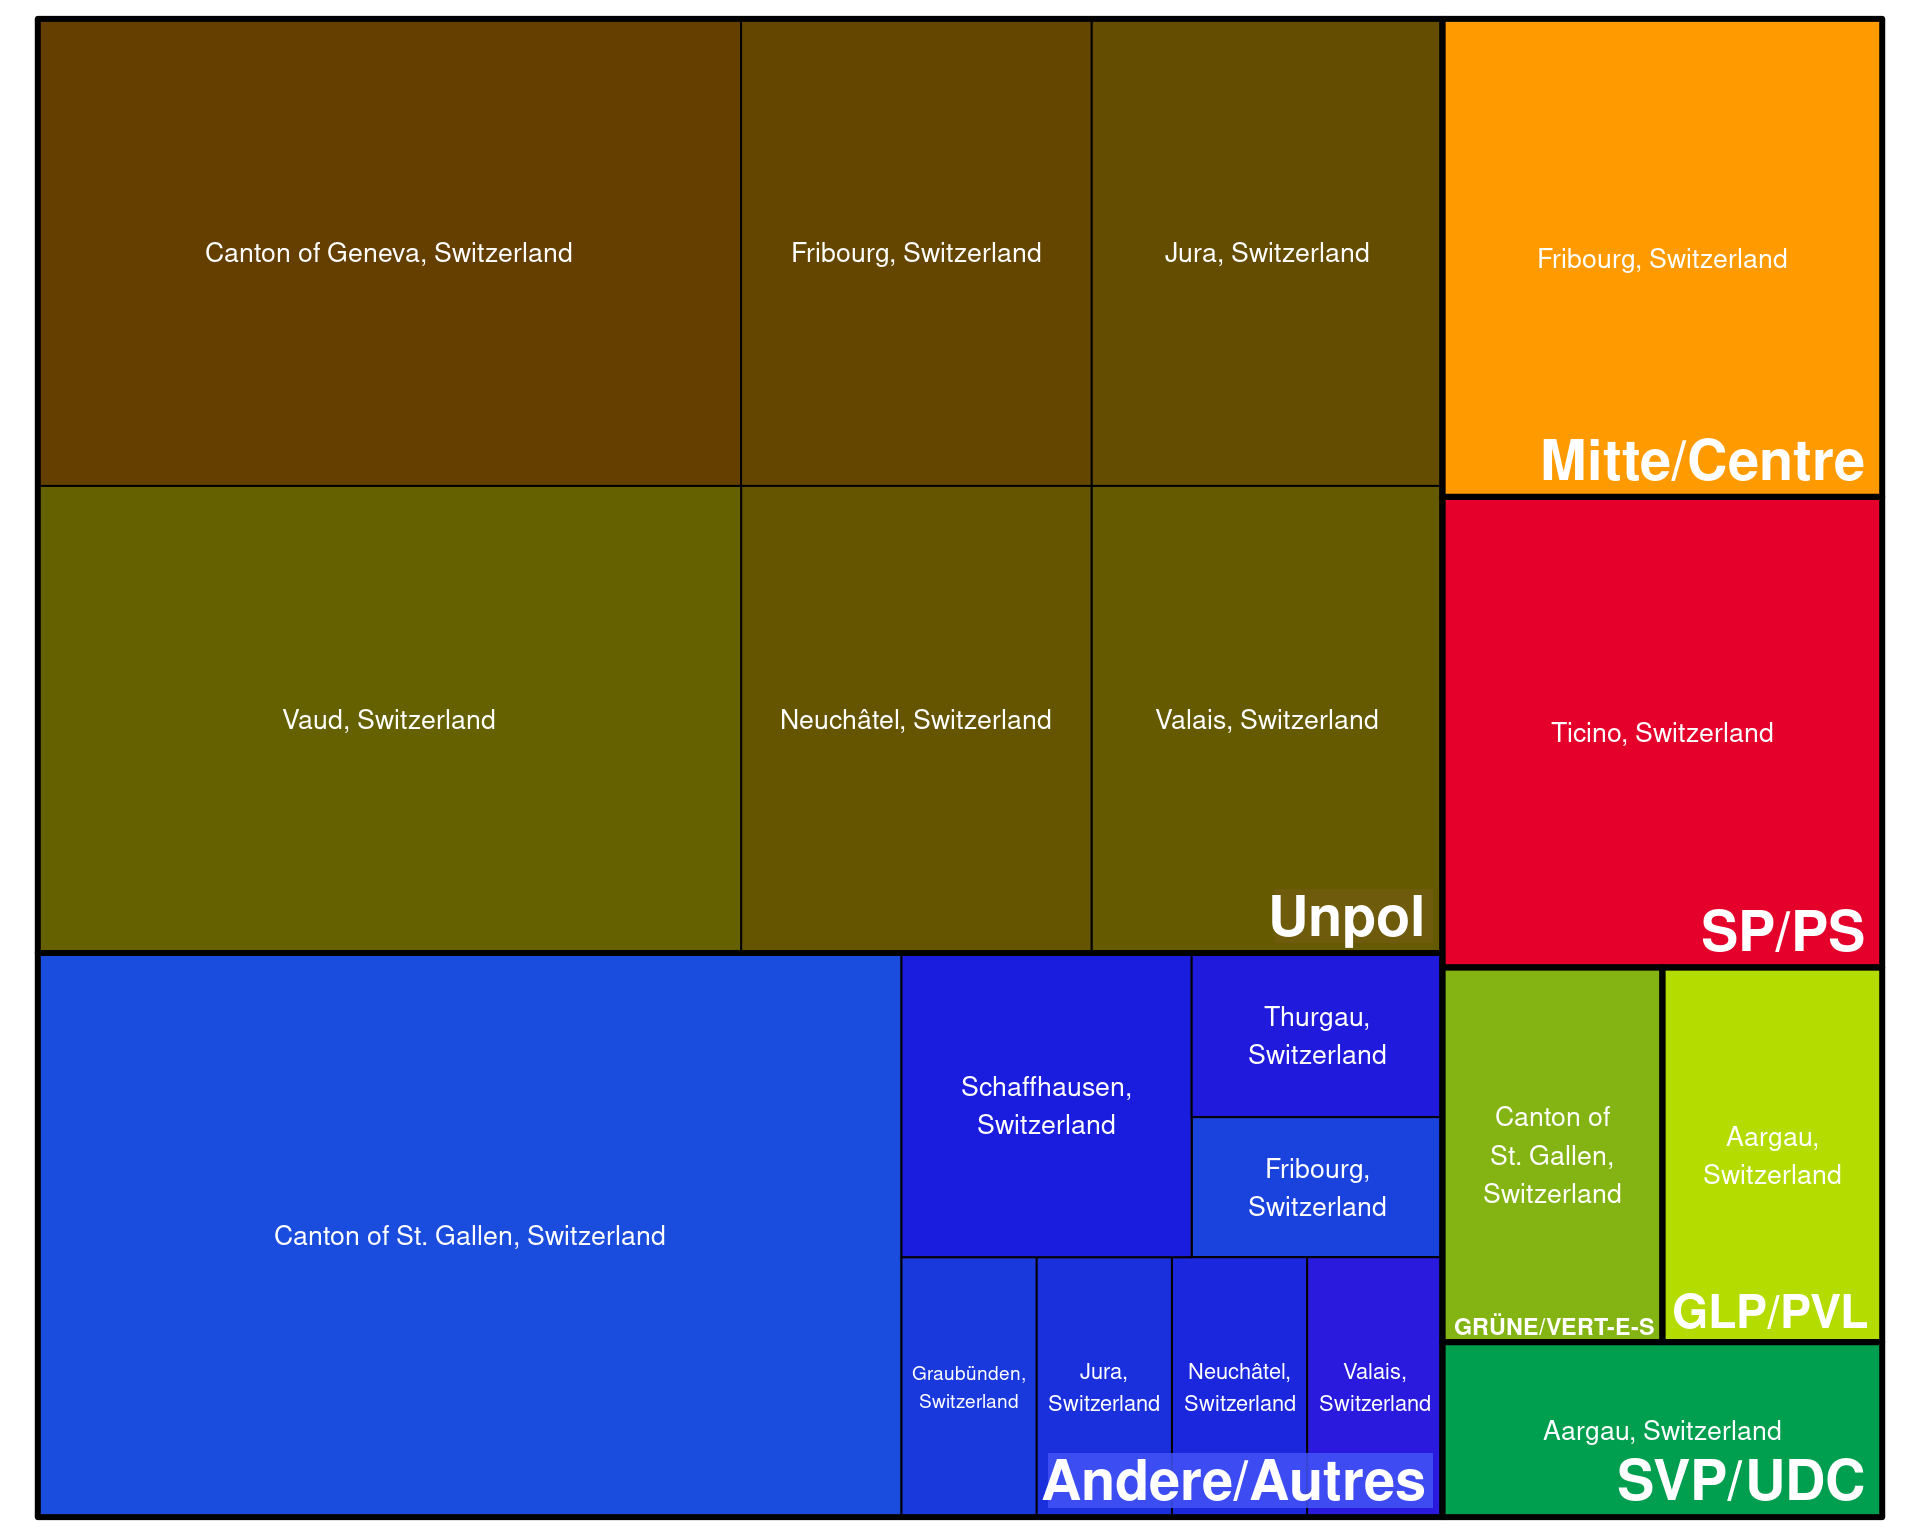 Canton of Geneva, Switzerland
Fribourg, Switzerland
Jura, Switzerland
Vaud, Switzerland
Neuchâtel, Switzerland
Valais, Switzerland
Unpol
Fribourg, Switzerland
Mitte/Centre
Ticino, Switzerland
SP/PS
Canton of St. Gallen, Switzerland
Schaffhausen,
Switzerland
Thurgau,
Switzerland
Fribourg,
Switzerland
Graubünden,
Switzerland
Jura,
Switzerland
Neuchâtel,
Switzerland
Valais,
Switzerland
Andere/Autres
Canton of
St. Gallen,
Switzerland
GRÜNE/VERT-E-S
Aargau,
Switzerland
GLP/PVL
Aargau, Switzerland
SVP/UDC